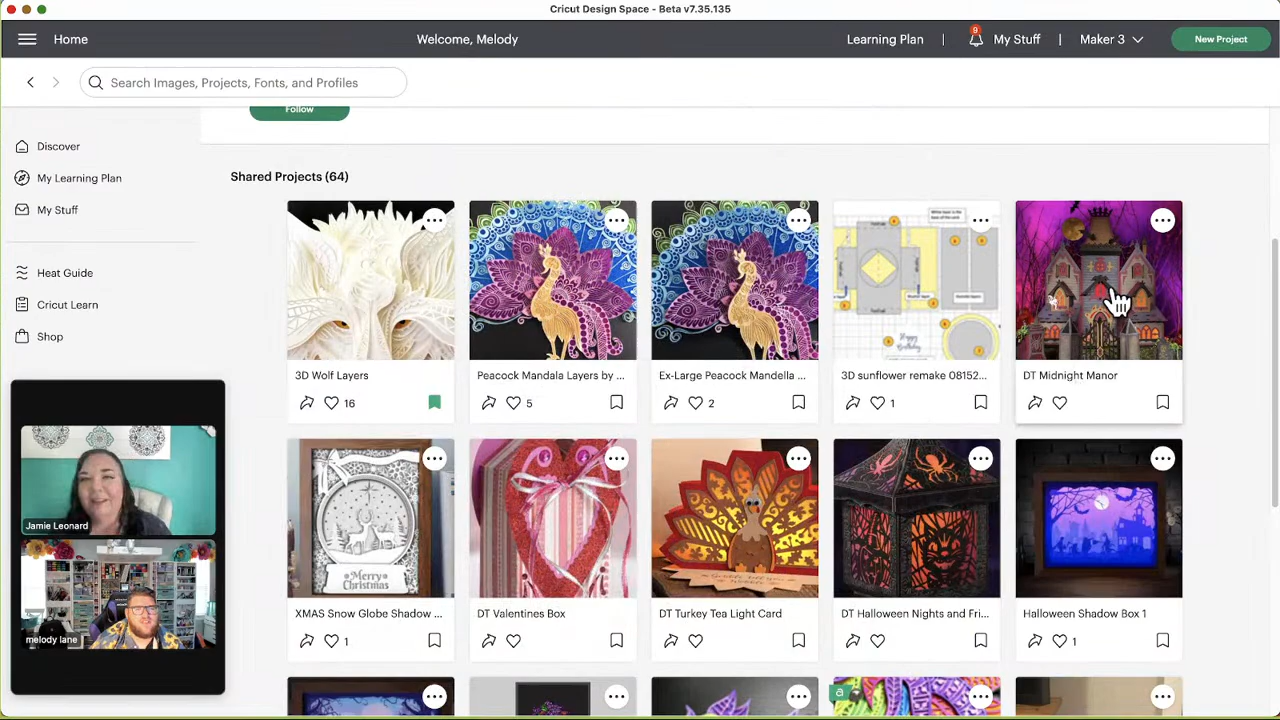 Cricut Design Space - Beta v7.35.135
Home
Welcome, Melody
Learning Plan | 9 My Stuff | Maker 3 New Project
Search Images, Projects, Fonts, and Profiles
Follow
Discover
My Learning Plan
My Stuff
Heat Guide
Cricut Learn
Shop
Jamie Leonard
melody lane
Shared Projects (64)
3D Wolf Layers
16
Peacock Mandala Layers by ...
5
Ex-Large Peacock Mandella ...
2
Happy Birthday
3D sunflower remake 08152...
1
DT Midnight Manor
Merry Christmas
XMAS Snow Globe Shadow ...
1
DT Valentines Box
DT Turkey Tea Light Card
DT Halloween Nights and Fri...
Halloween Shadow Box 1
1
a